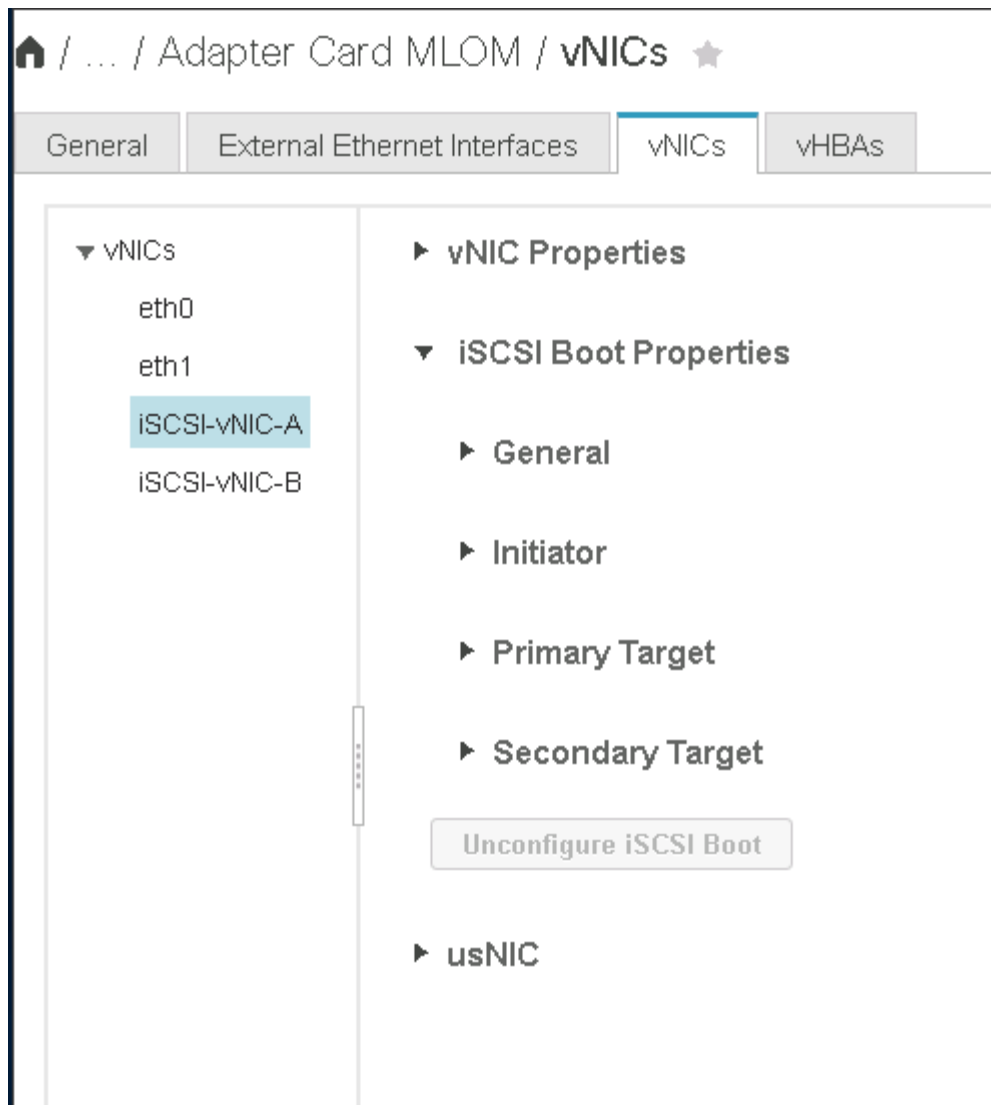 / ... / Adapter Card MLOM / vNICs
General External Ethernet Interfaces vNICs vHBAs
vNICs
eth0
eth1
iSCSI-vNIC-A
iSCSI-vNIC-B
vNIC Properties
iSCSI Boot Properties
General
Initiator
Primary Target
Secondary Target
Unconfigure iSCSI Boot
usNIC